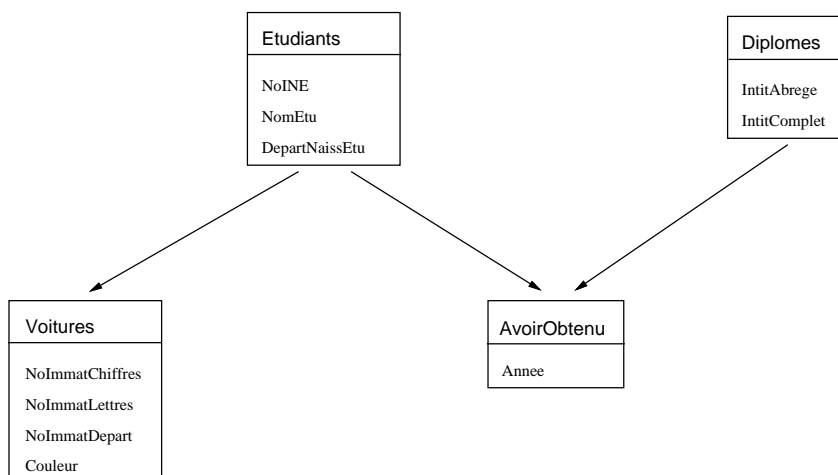 Etudiants
NoINE
NomEtu
DepartNaissEtu
Diplomes
IntitAbrege
IntitComplet
Voitures
NoImmatChiffres
NoImmatLettres
NoImmatDepart
Couleur
AvoirObtenu
Annee